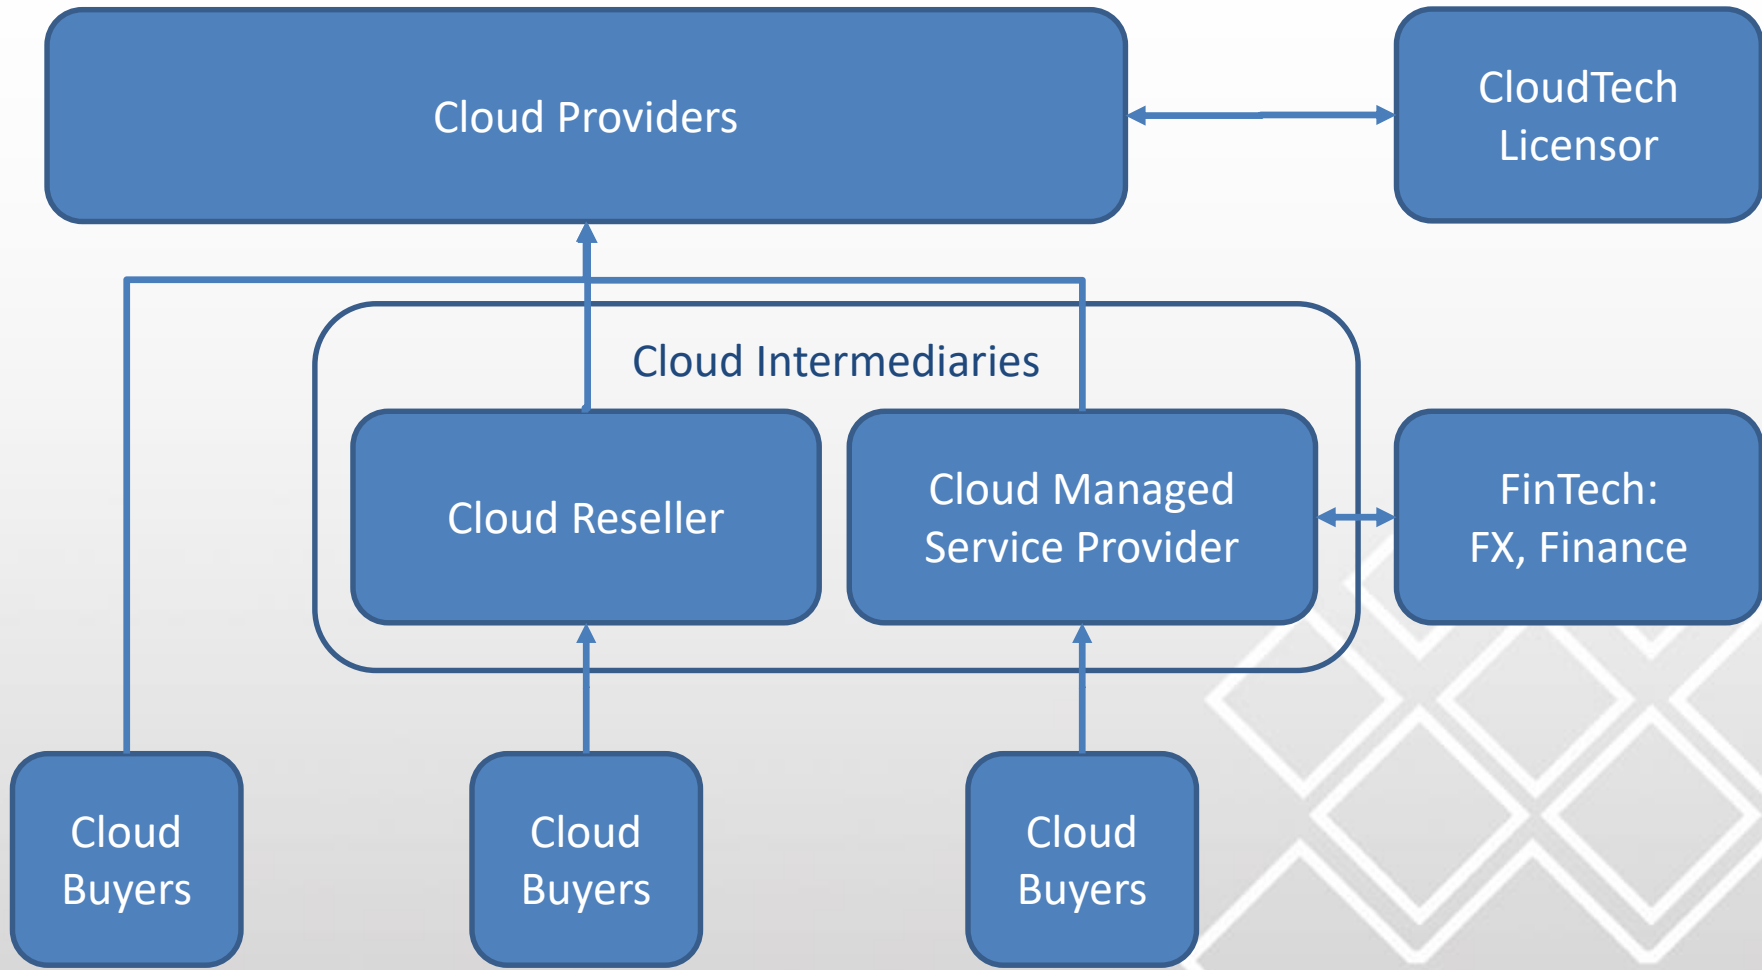 Cloud Providers
CloudTech
Licensor
Cloud Intermediaries
Cloud Reseller
Cloud Managed
Service Provider
FinTech:
FX, Finance
Cloud
Buyers
Cloud
Buyers
Cloud
Buyers